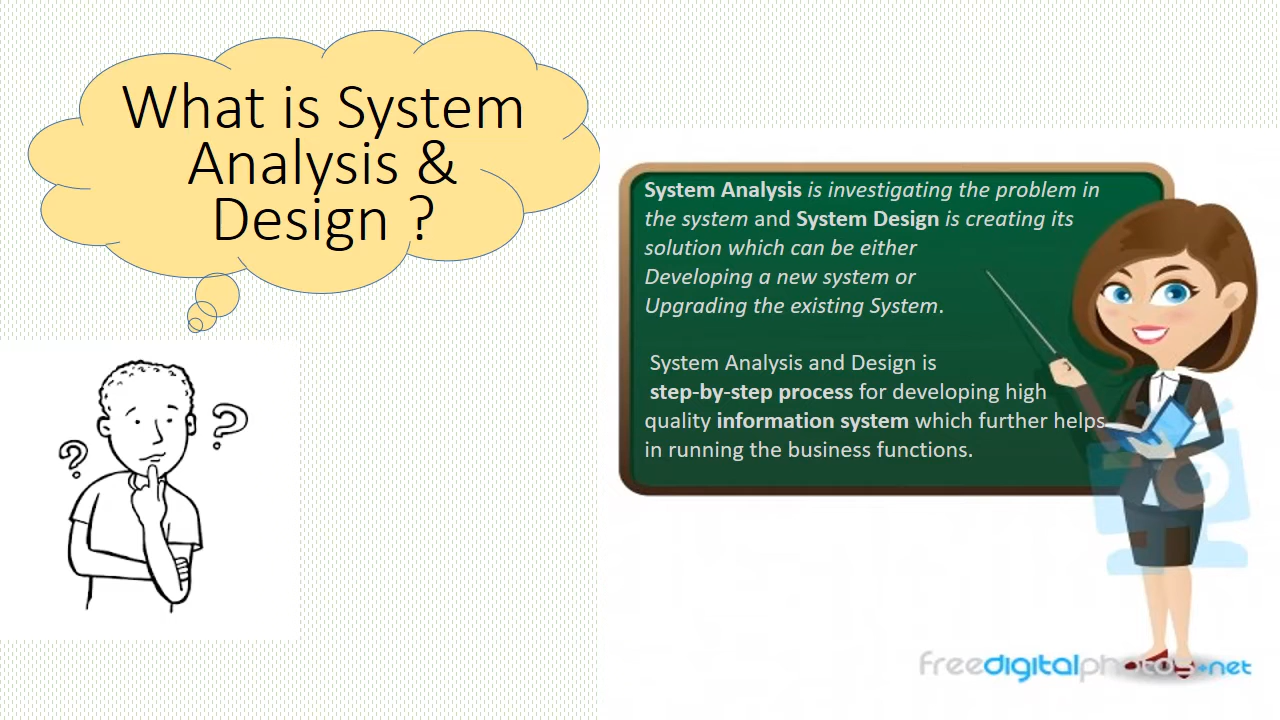 What is System
Analysis &
Design ?
System Analysis is investigating the problem in
the system and System Design is creating its
solution which can be either
Developing a new system or
Upgrading the existing System.
System Analysis and Design is
step-by-step process for developing high
quality information system which further helps
in running the business functions.
? ?
freedigitalphotos.net